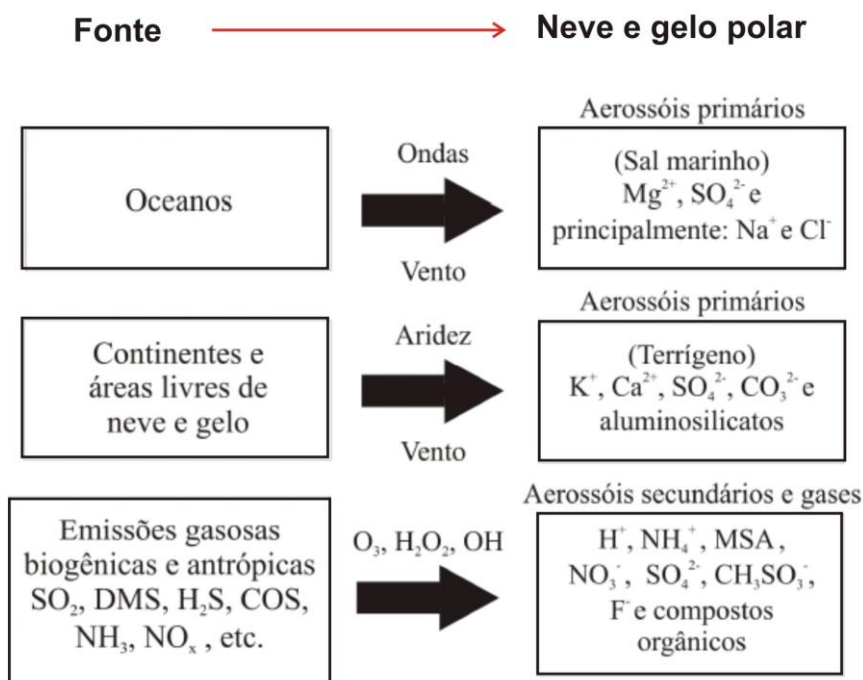 Fonte
Neve e gelo polar
Oceanos
Ondas
Vento
Aerossóis primários
(Sal marinho)
Mg²⁺, SO₄²⁻ e
principalmente: Na⁺ e Cl⁻
Continentes e
áreas livres de
neve e gelo
Aridez
Vento
Aerossóis primários
(Terrígeno)
K⁺, Ca²⁺, SO₄²⁻, CO₃²⁻ e
aluminosilicatos
Emissões gasosas
biogênicas e antrópicas
SO₂, DMS, H₂S, COS,
NH₃, NOₓ , etc.
O₃, H₂O₂, OH
Aerossóis secundários e gases
H⁺, NH₄⁺, MSA,
NO₃⁻, SO₄²⁻, CH₃SO₃⁻,
F⁻ e compostos
orgânicos